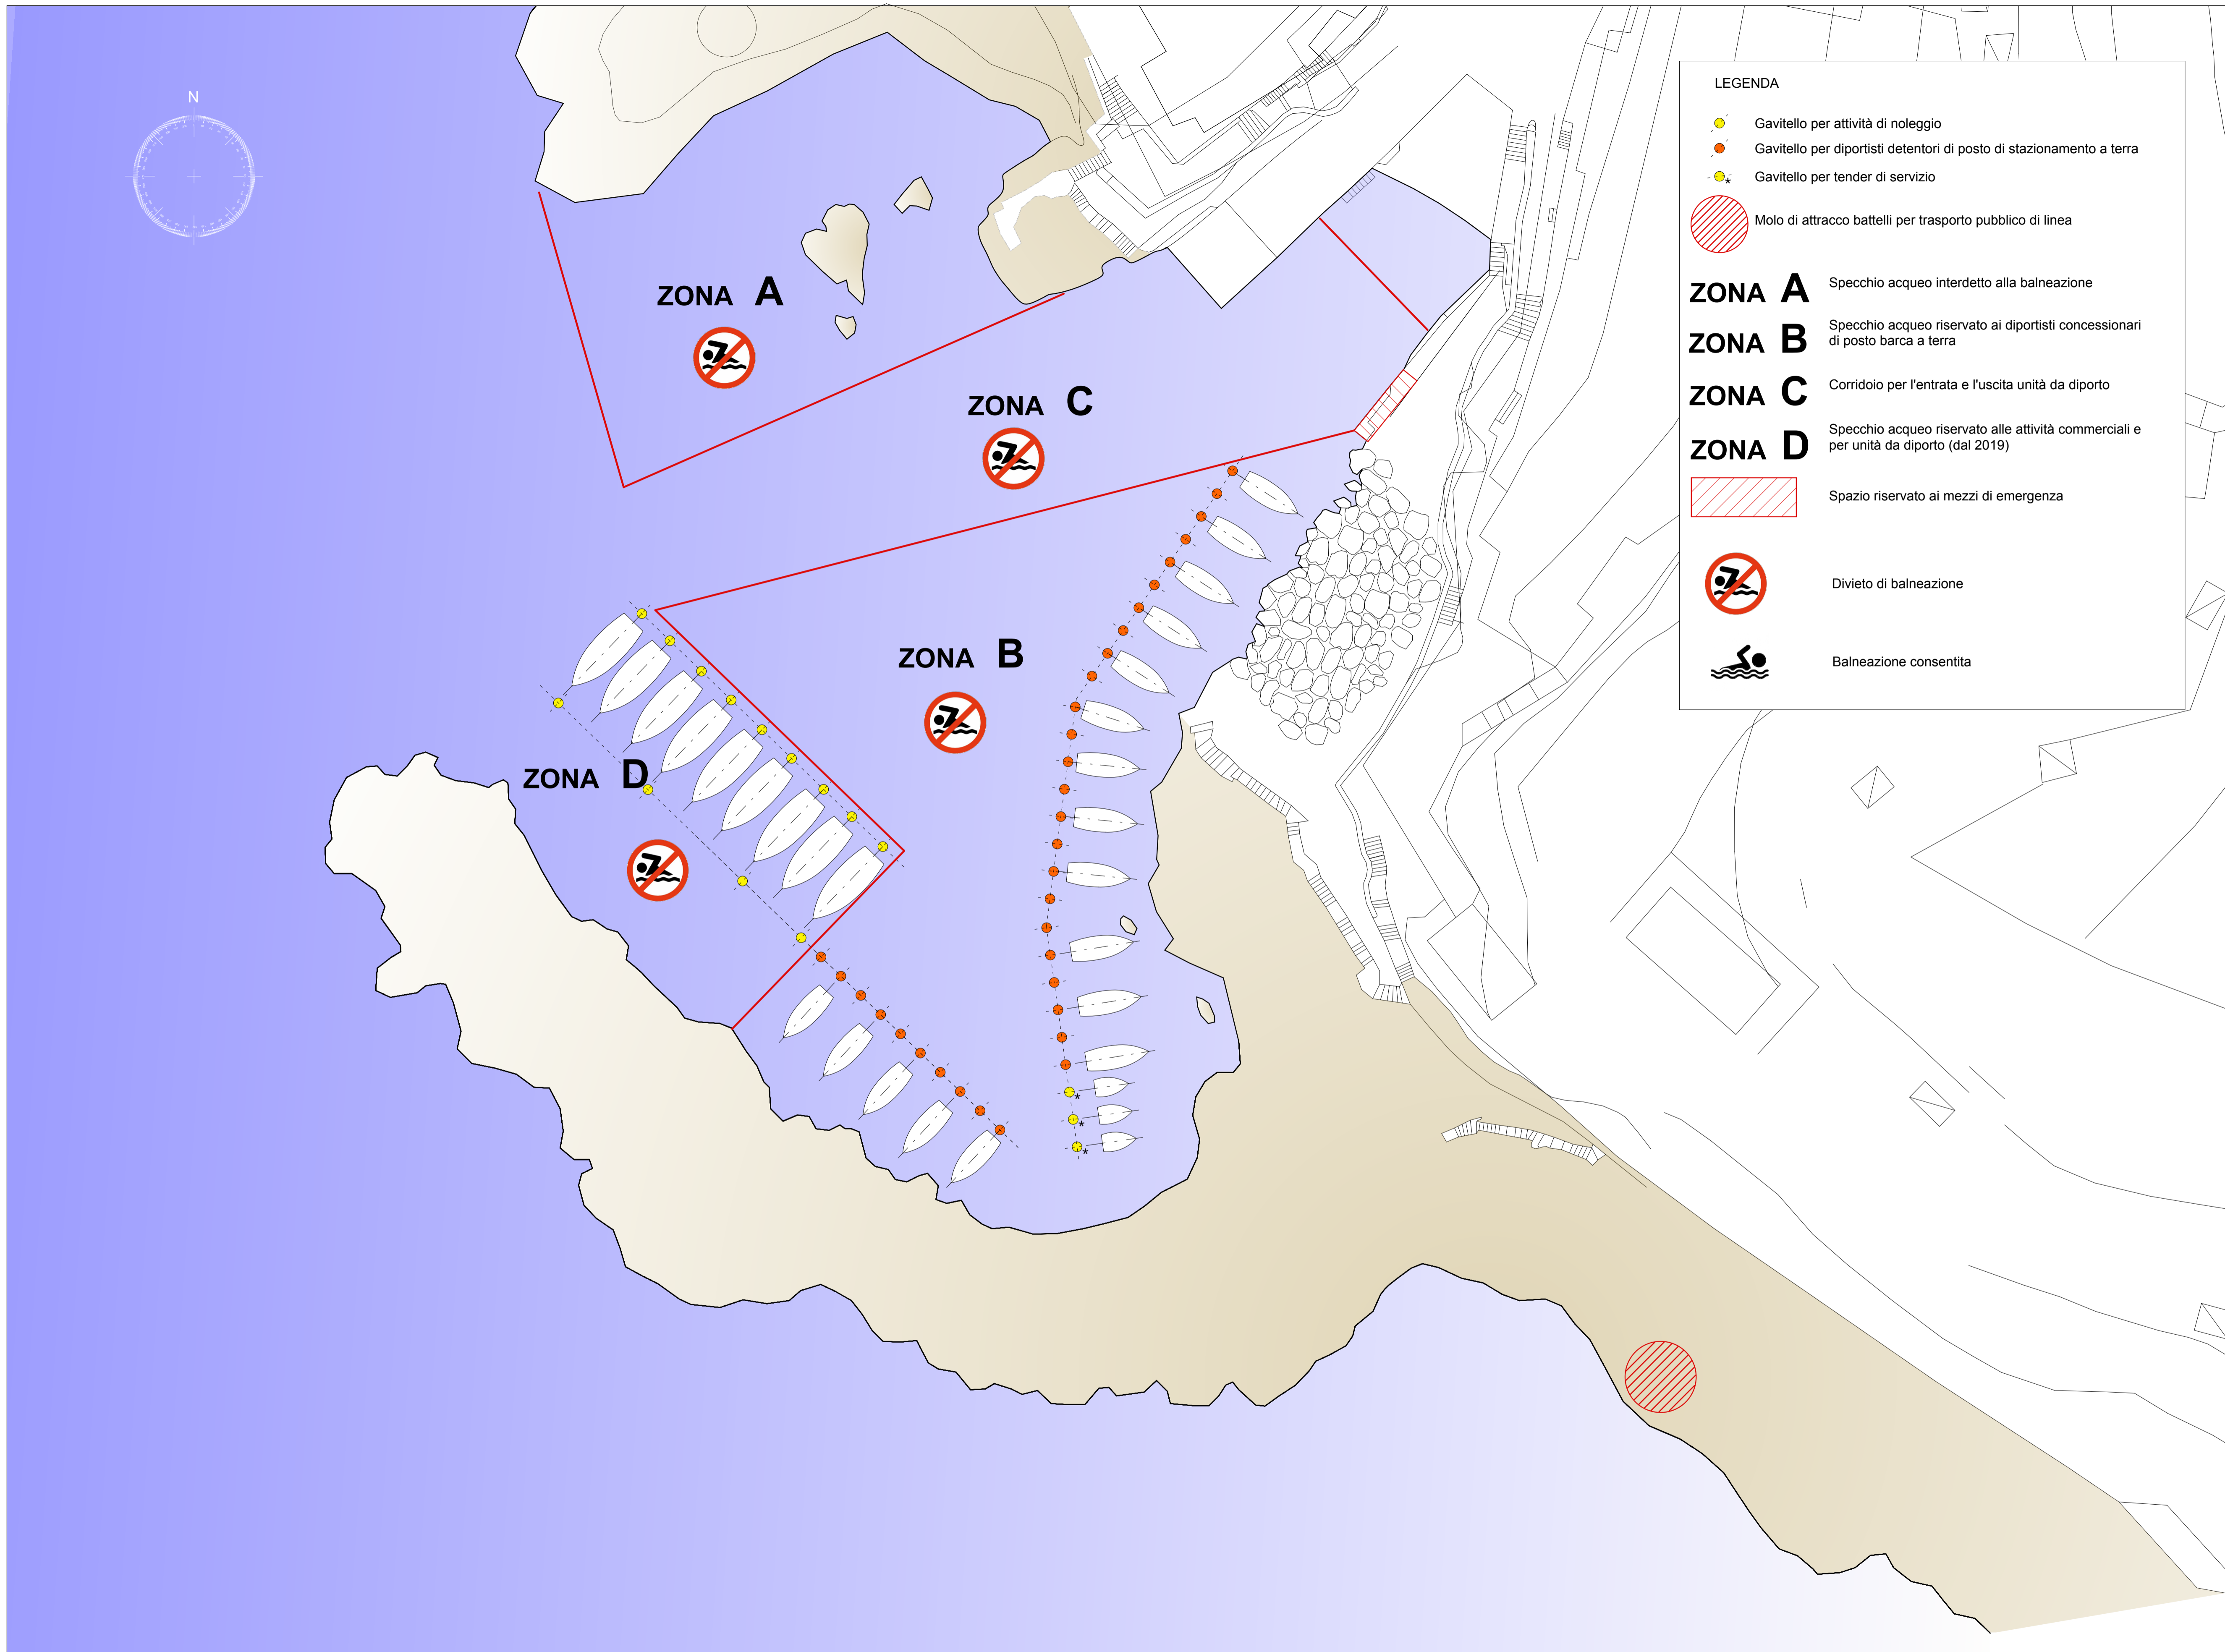 N
ZONA A
ZONA C
ZONA B
ZONA D
*
*
*
LEGENDA
Gavitello per attività di noleggio
Gavitello per diportisti detentori di posto di stazionamento a terra
* Gavitello per tender di servizio
Molo di attracco battelli per trasporto pubblico di linea
ZONA A Specchio acqueo interdetto alla balneazione
ZONA B Specchio acqueo riservato ai diportisti concessionari
di posto barca a terra
ZONA C Corridoio per l'entrata e l'uscita unità da diporto
ZONA D Specchio acqueo riservato alle attività commerciali e
per unità da diporto (dal 2019)
Spazio riservato ai mezzi di emergenza
Divieto di balneazione
Balneazione consentita